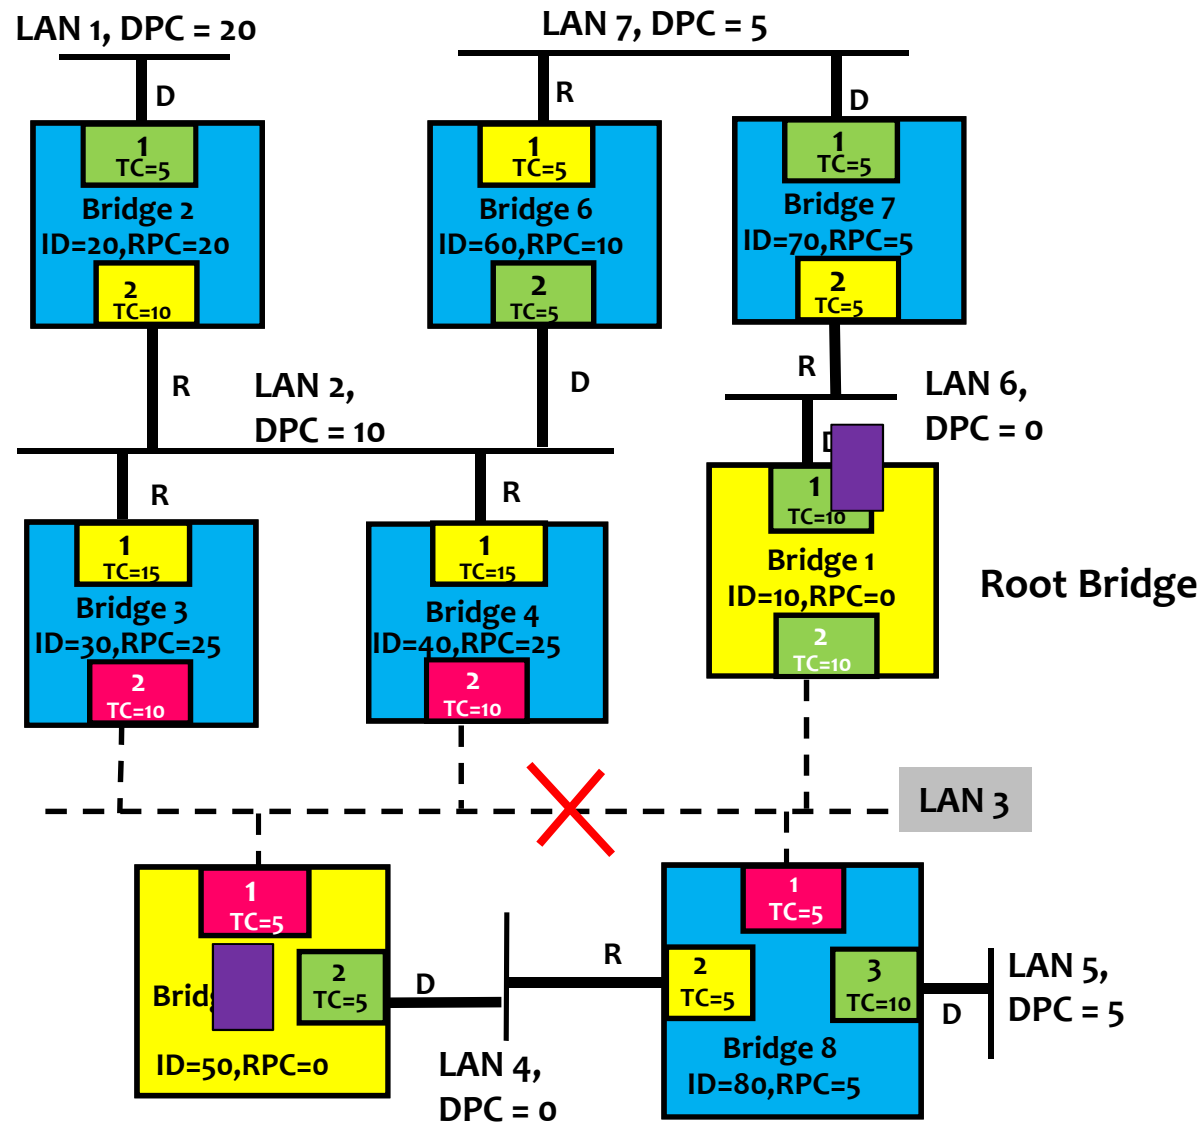 LAN 1, DPC = 20
LAN 7, DPC = 5
D
R
D
1
TC=5
Bridge 2
ID=20,RPC=20
2
TC=10
1
TC=5
Bridge 6
ID=60,RPC=10
2
TC=5
1
TC=5
Bridge 7
ID=70,RPC=5
2
TC=5
R
LAN 2,
DPC = 10
D
R
LAN 6,
DPC = 0
R
R
1
TC=15
Bridge 3
ID=30,RPC=25
2
TC=10
1
TC=15
Bridge 4
ID=40,RPC=25
2
TC=10
1
TC=10
Bridge 1
ID=10,RPC=0
2
TC=10
Root Bridge
LAN 3
1
TC=5
2
TC=5
ID=50,RPC=0
D
LAN 4,
DPC = 0
R
1
TC=5
2
TC=5
3
TC=10
Bridge 8
ID=80,RPC=5
D
LAN 5,
DPC = 5